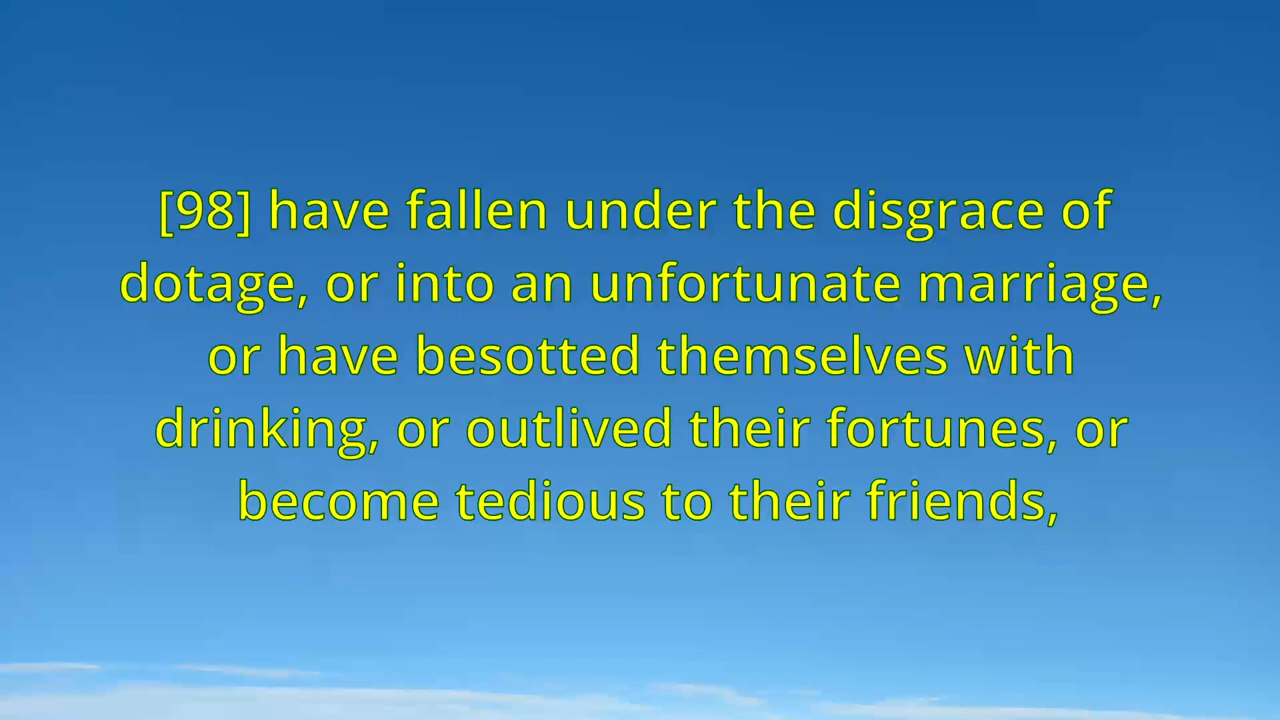 [98] have fallen under the disgrace of
dotage, or into an unfortunate marriage,
or have besotted themselves with
drinking, or outlived their fortunes, or
become tedious to their friends,